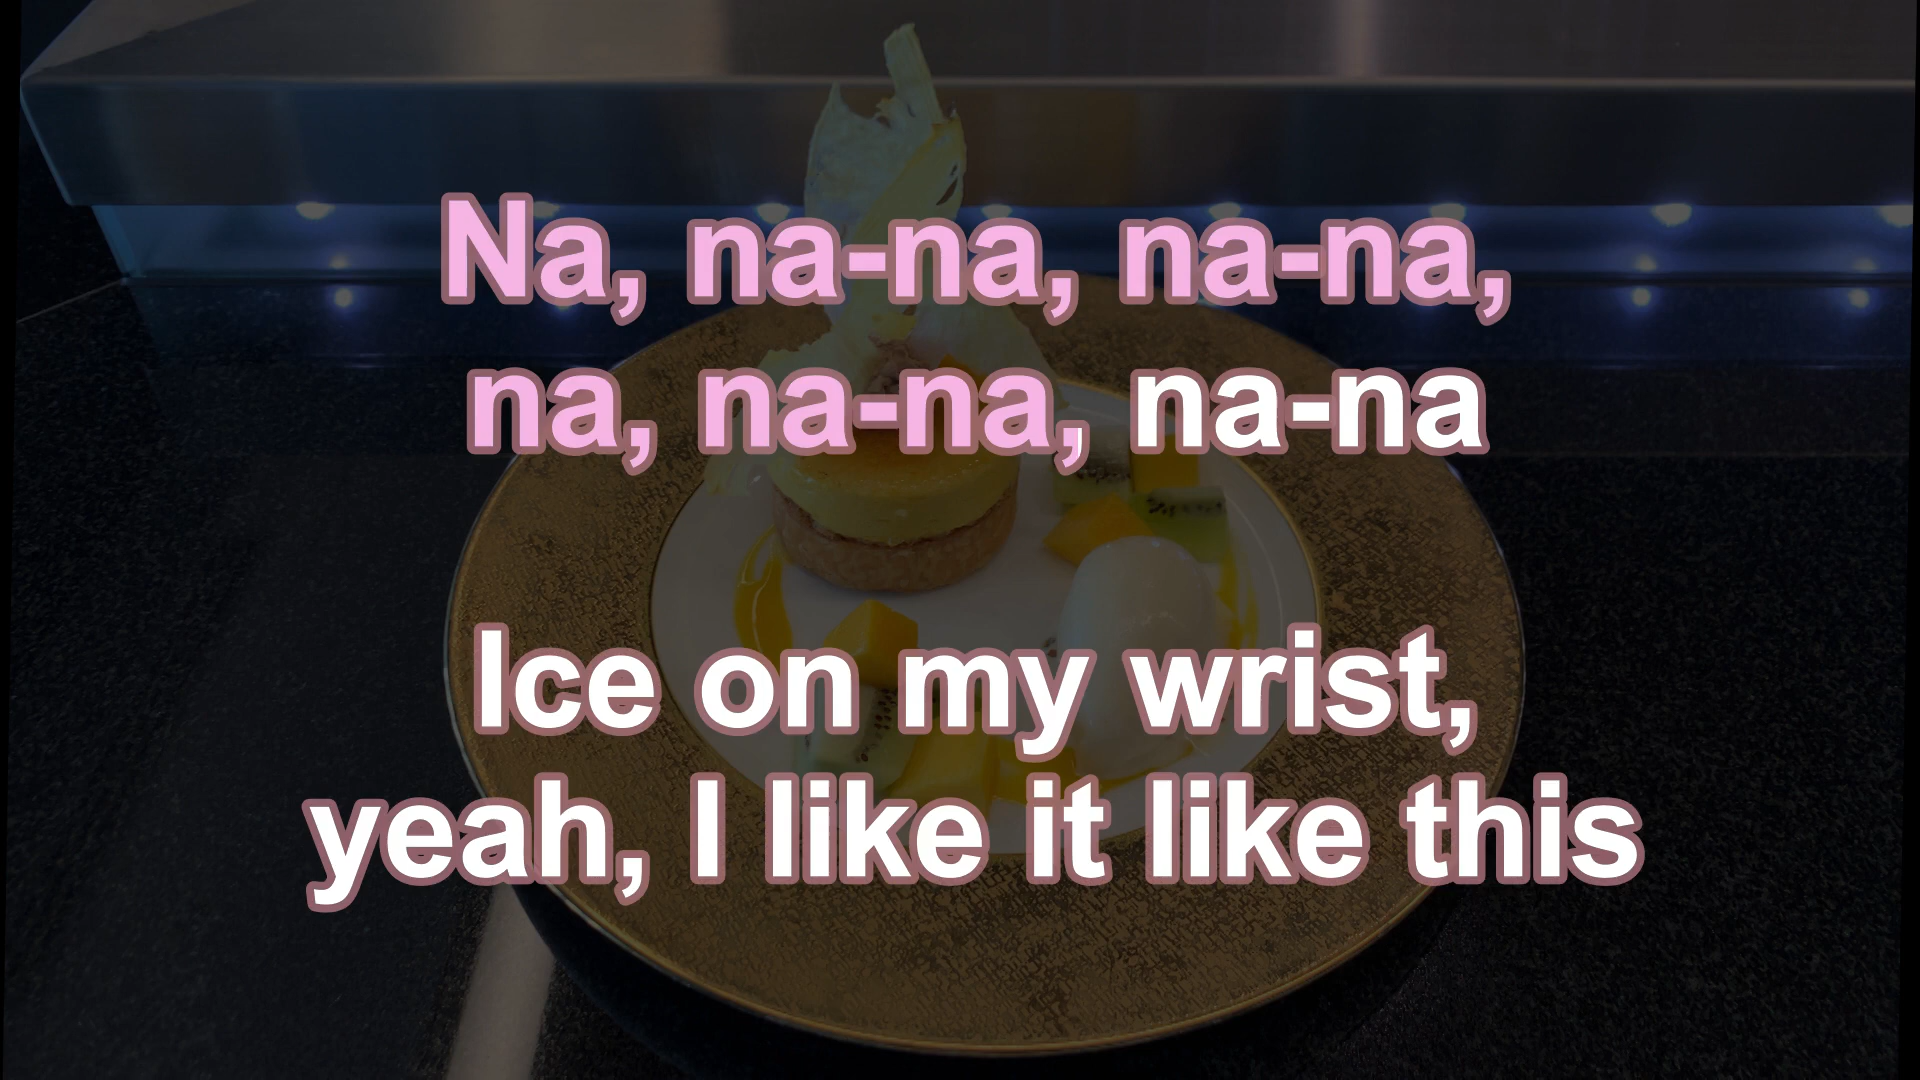 Na, na-na, na-na,
na, na-na, na-na
Ice on my wrist,
yeah, I like it like this